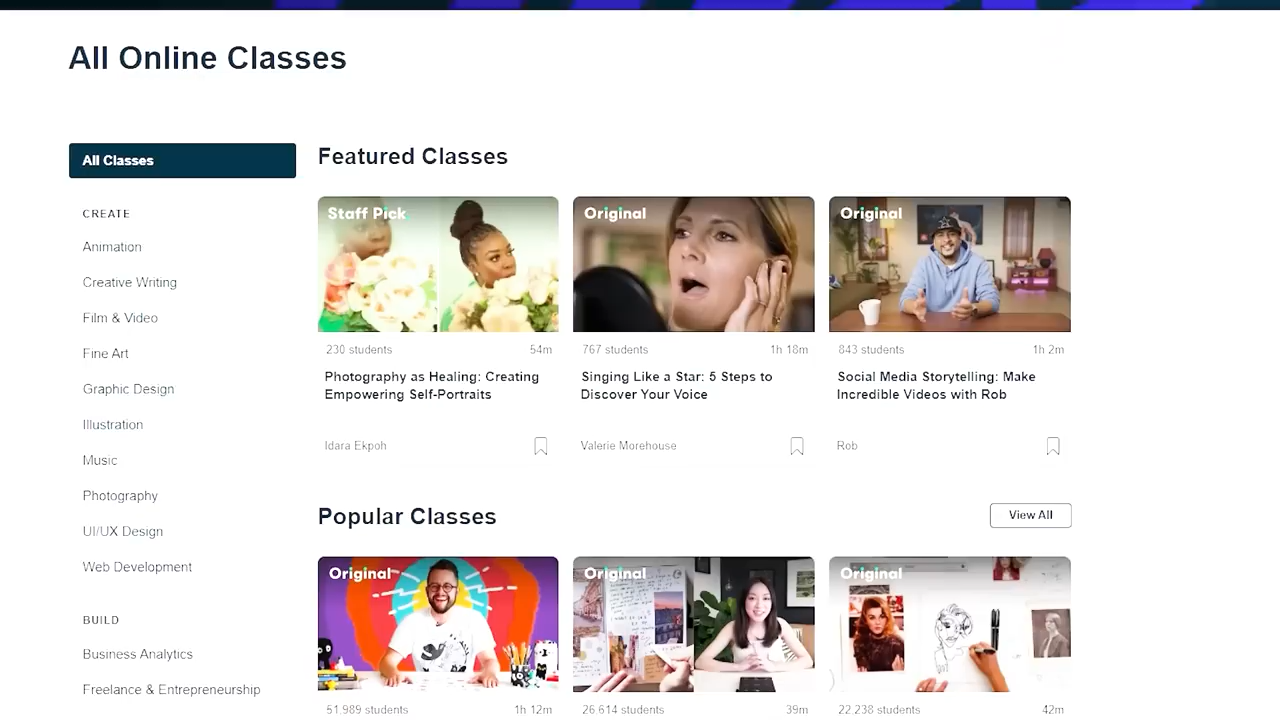 All Online Classes
All Classes
CREATE
Animation
Creative Writing
Film & Video
Fine Art
Graphic Design
Illustration
Music
Photography
UI/UX Design
Web Development
BUILD
Business Analytics
Freelance & Entrepreneurship
Featured Classes
Staff Pick
230 students
54m
Photography as Healing: Creating
Empowering Self-Portraits
Idara Ekpoh
Original
767 students
1h 18m
Singing Like a Star: 5 Steps to
Discover Your Voice
Valerie Morehouse
Original
843 students
1h 2m
Social Media Storytelling: Make
Incredible Videos with Rob
Rob
Popular Classes
View All
Original
51,989 students
1h 12m
Original
26,614 students
39m
Original
22,238 students
42m